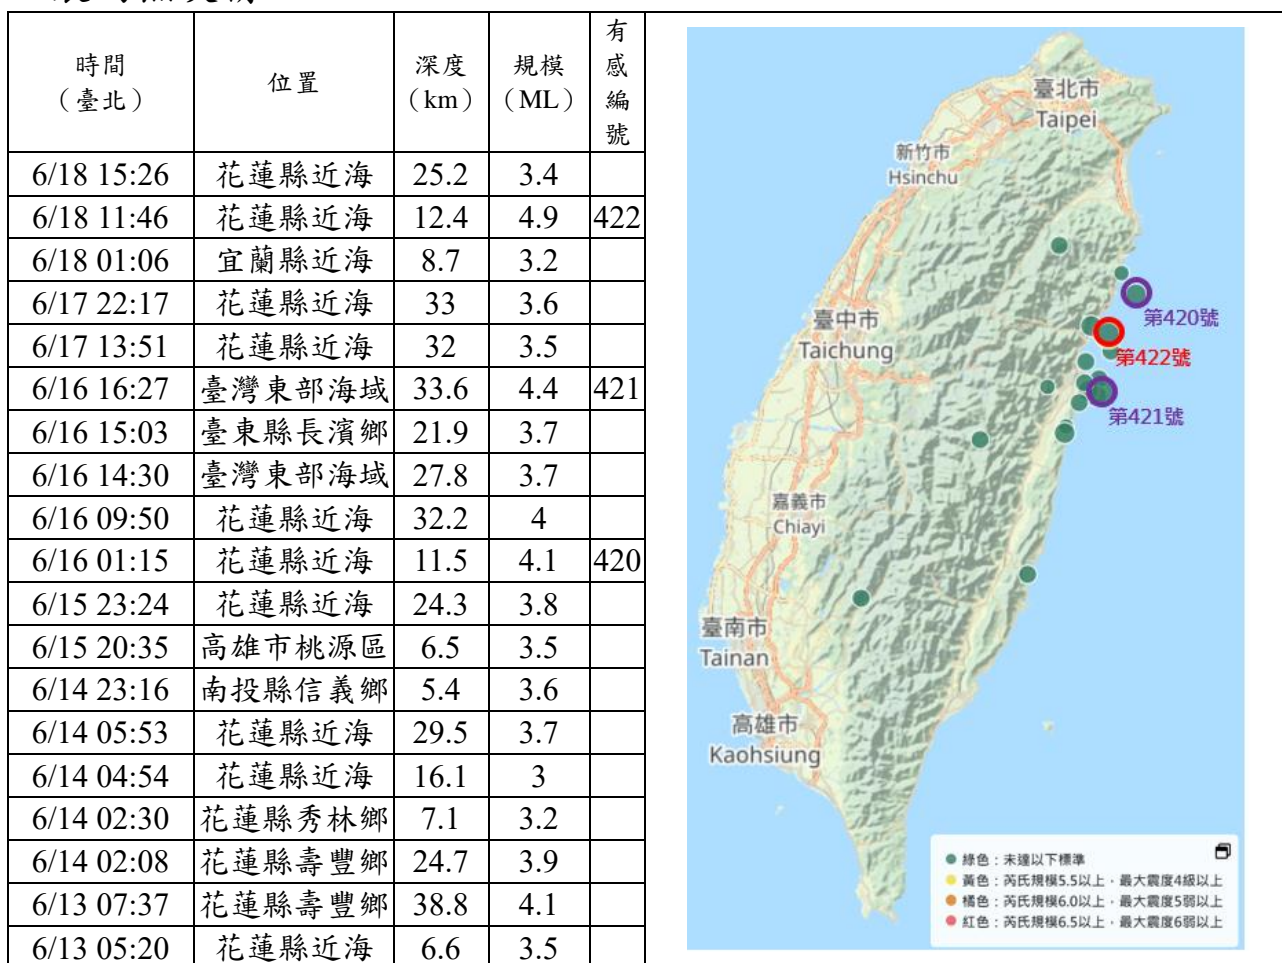 時間
（臺北）
位置
深度
（km）
規模
（ML）
有
感
編
號
6/18 15:26 花蓮縣近海 25.2 3.4
6/18 11:46 花蓮縣近海 12.4 4.9 422
6/18 01:06 宜蘭縣近海 8.7 3.2
6/17 22:17 花蓮縣近海 33 3.6
6/17 13:51 花蓮縣近海 32 3.5
6/16 16:27 臺灣東部海域 33.6 4.4 421
6/16 15:03 臺東縣長濱鄉 21.9 3.7
6/16 14:30 臺灣東部海域 27.8 3.7
6/16 09:50 花蓮縣近海 32.2 4
6/16 01:15 花蓮縣近海 11.5 4.1 420
6/15 23:24 花蓮縣近海 24.3 3.8
6/15 20:35 高雄市桃源區 6.5 3.5
6/14 23:16 南投縣信義鄉 5.4 3.6
6/14 05:53 花蓮縣近海 29.5 3.7
6/14 04:54 花蓮縣近海 16.1 3
6/14 02:30 花蓮縣秀林鄉 7.1 3.2
6/14 02:08 花蓮縣壽豐鄉 24.7 3.9
6/13 07:37 花蓮縣壽豐鄉 38.8 4.1
6/13 05:20 花蓮縣近海 6.6 3.5
臺北市
Taipei
新竹市
Hsinchu
第420號
臺中市
Taichung
第422號
第421號
嘉義市
Chiayi
臺南市
Tainan
高雄市
Kaohsiung
綠色：未達以下標準
黃色：芮氏規模5.5以上，最大震度4級以上
橘色：芮氏規模6.0以上，最大震度5弱以上
紅色：芮氏規模6.5以上，最大震度6弱以上